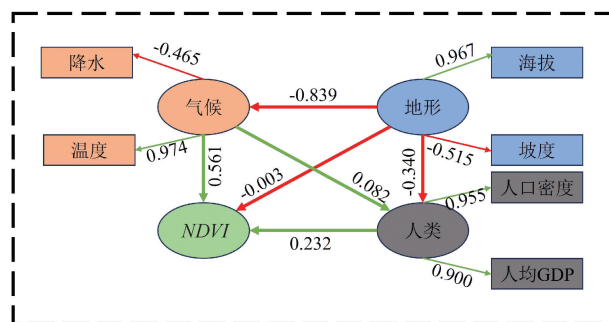 降水
-0.465
0.967
海拔
气候
-0.839
地形
温度
0.974
0.561
-0.003
0.082
-0.340
-0.515
坡度
0.955
人口密度
NDVI
0.232
人类
0.900
人均GDP